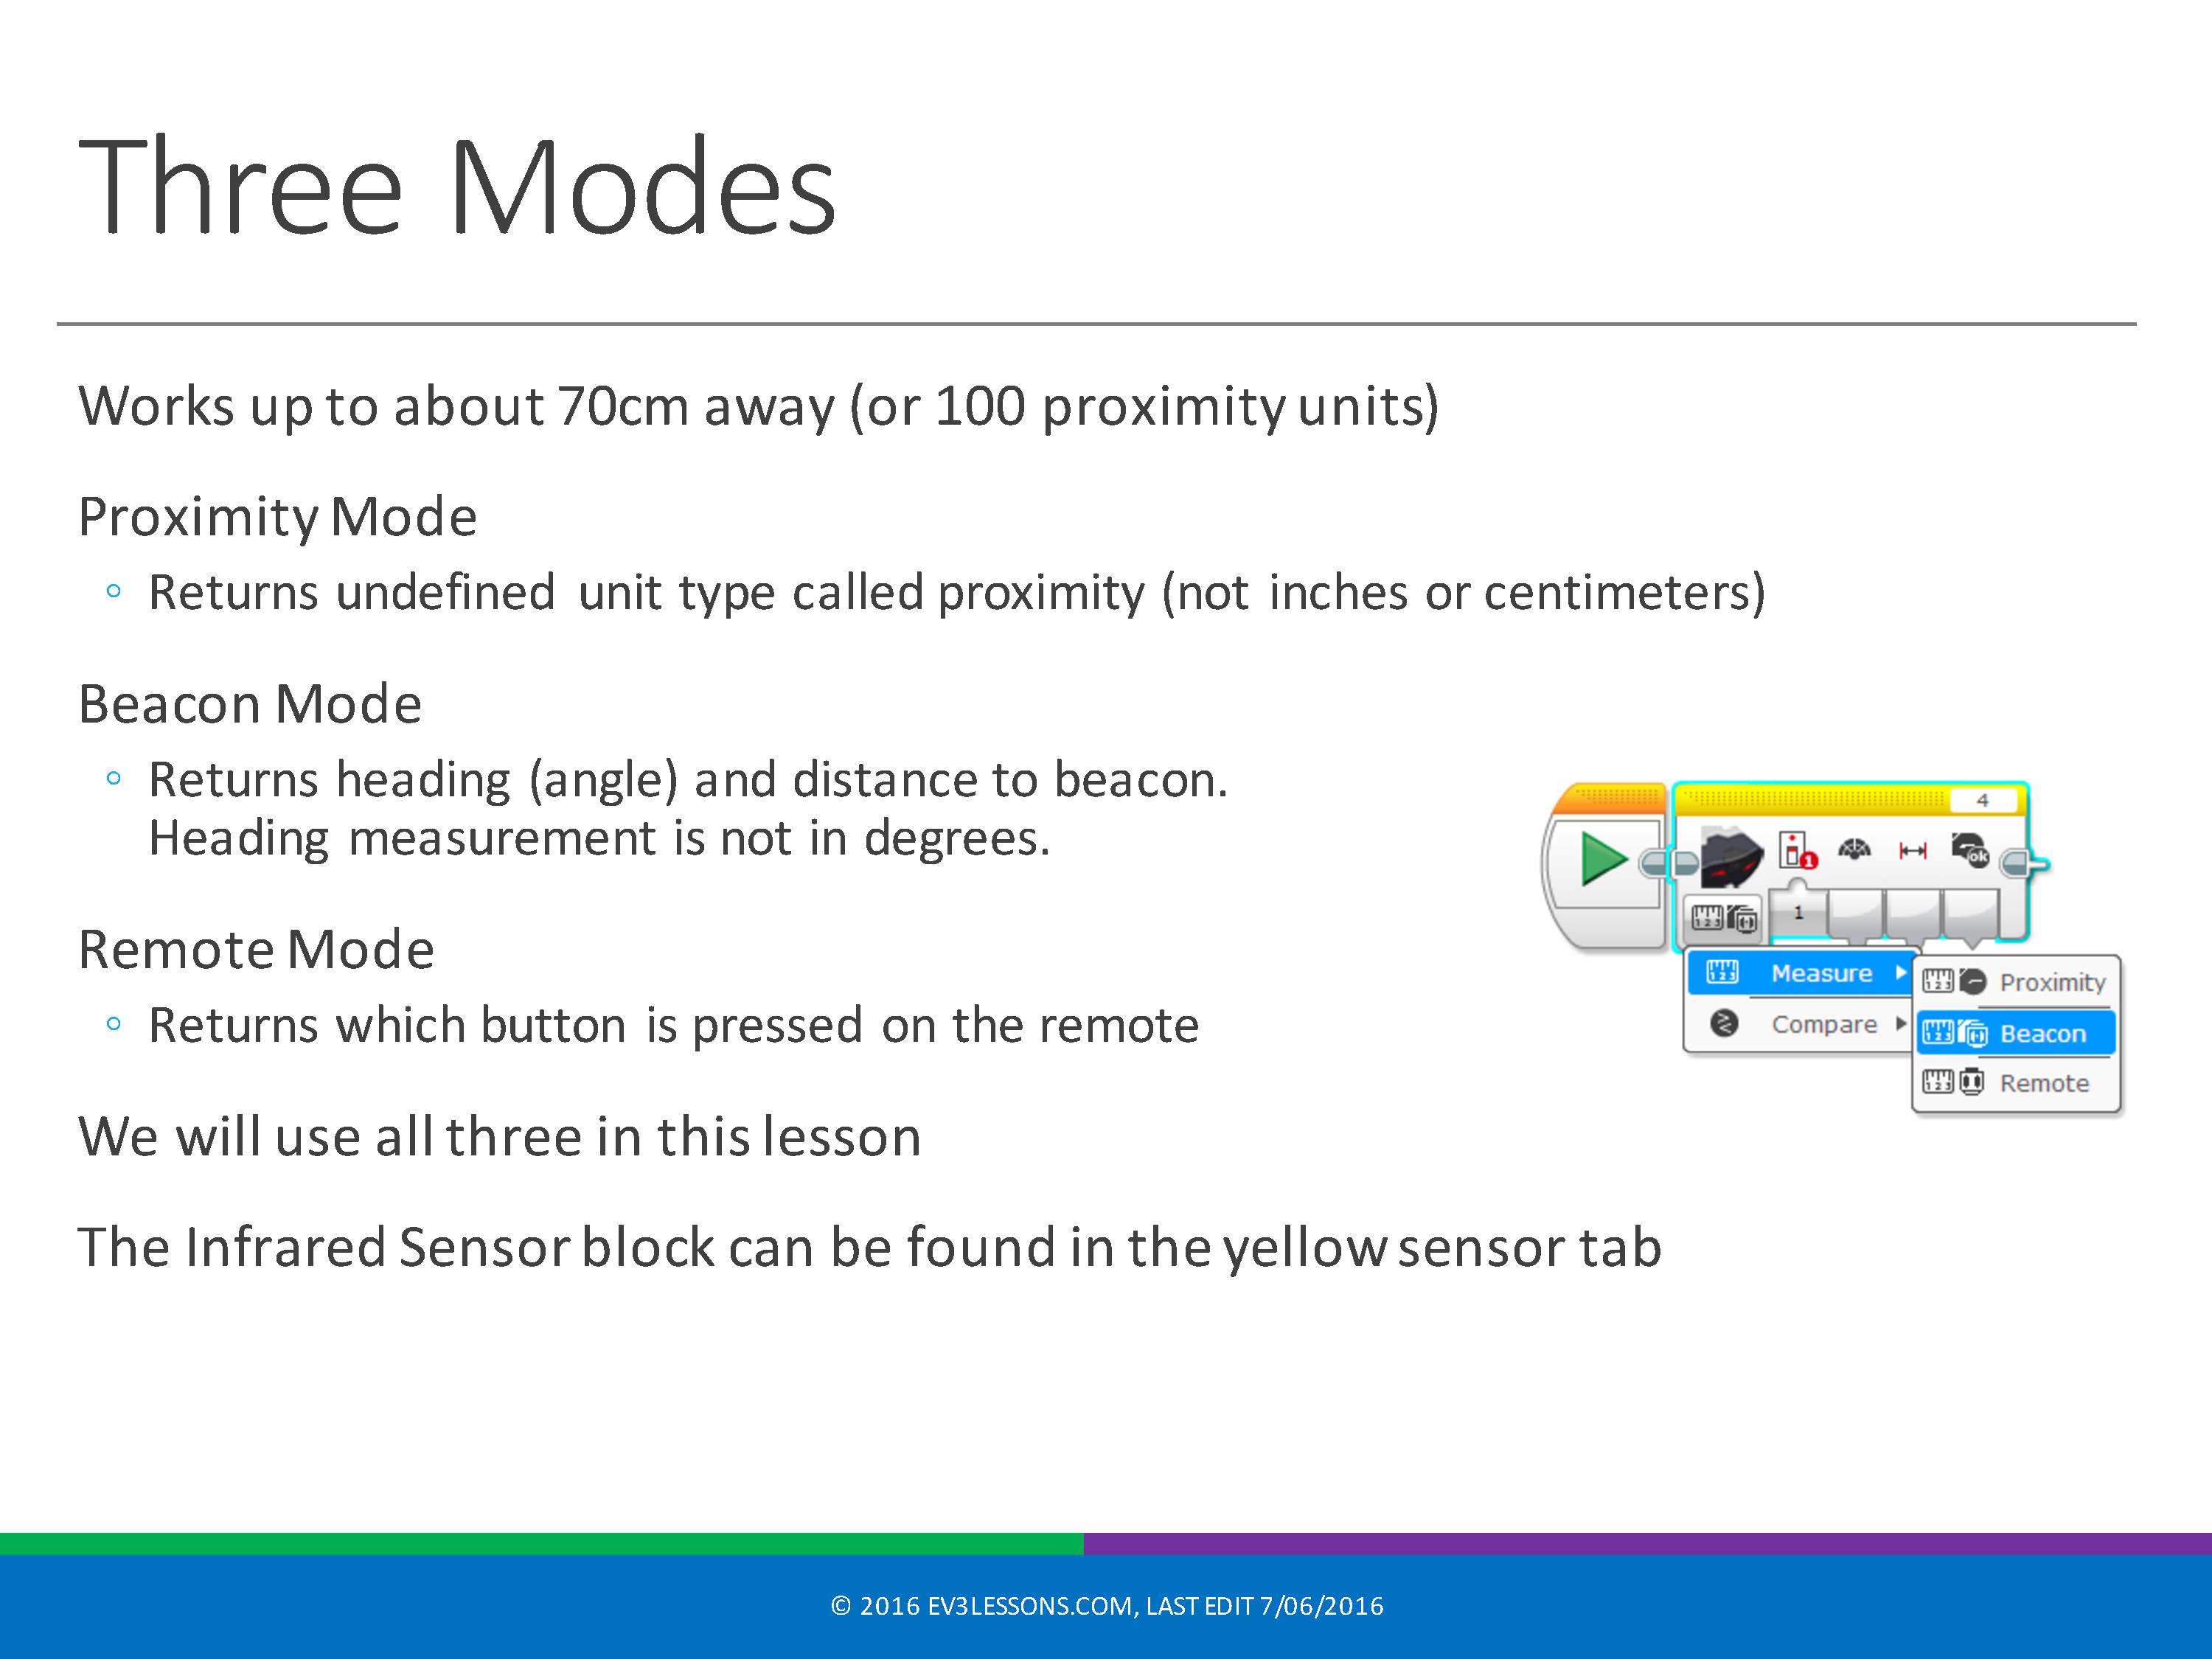 Three Modes
Works up to about 70cm away (or 100 proximity units)
Proximity Mode
◦ Returns undefined unit type called proximity (not inches or centimeters)
Beacon Mode
◦ Returns heading (angle) and distance to beacon.
Heading measurement is not in degrees.
Remote Mode
◦ Returns which button is pressed on the remote
We will use all three in this lesson
The Infrared Sensor block can be found in the yellow sensor tab
4
1
ok
1
Measure
Compare
Proximity
Beacon
Remote
© 2016 EV3LESSONS.COM, LAST EDIT 7/06/2016